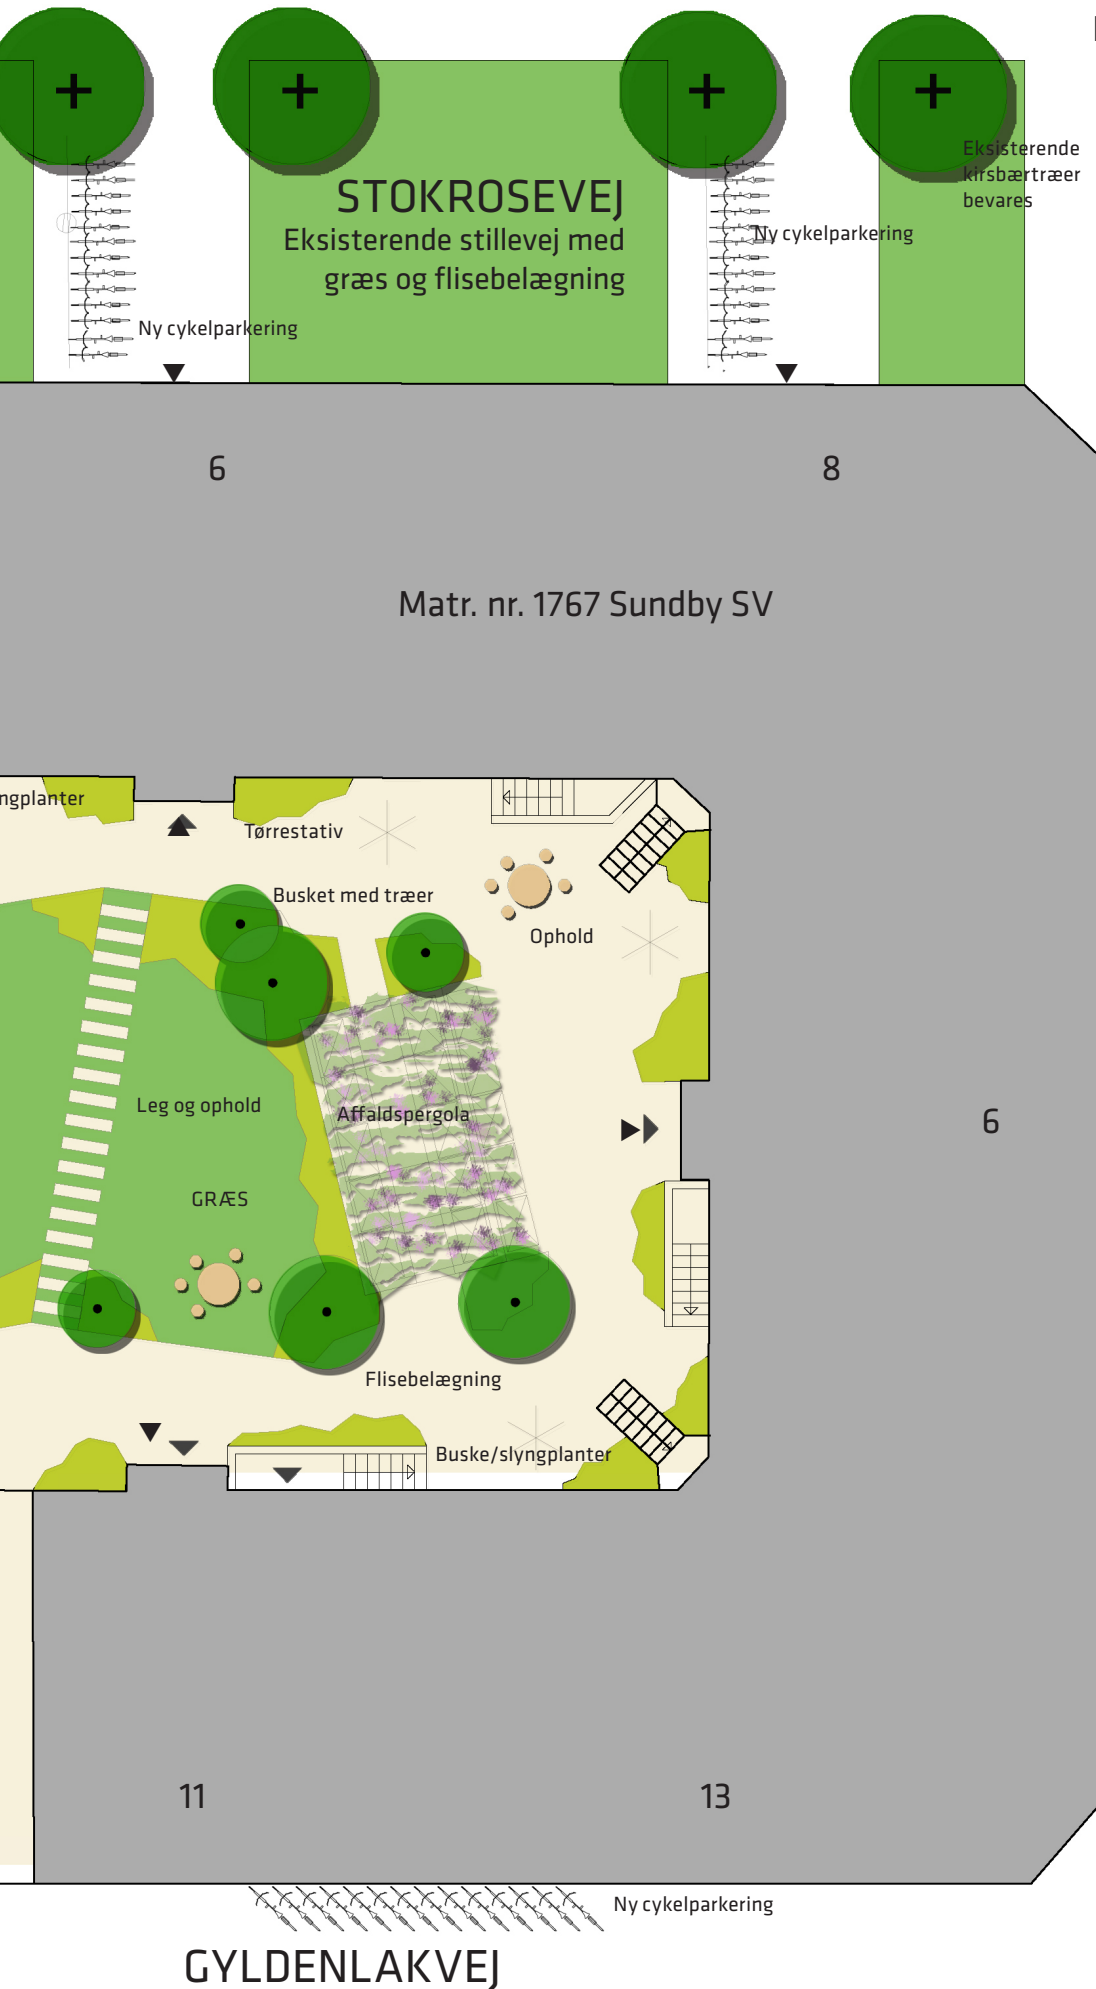 Eksisterende
kirsbærtræer
bevares
STOKROSEVEJ
Eksisterende stillevej med
græs og flisebelægning
Ny cykelparkering
Ny cykelparkering
6
8
Matr. nr. 1767 Sundby SV
ngplanter
Tørrestativ
Busket med træer
Ophold
Leg og ophold
Affaldspergola
6
GRÆS
Flisebelægning
Buske/slyngplanter
11
13
Ny cykelparkering
GYLDENLAKVEJ